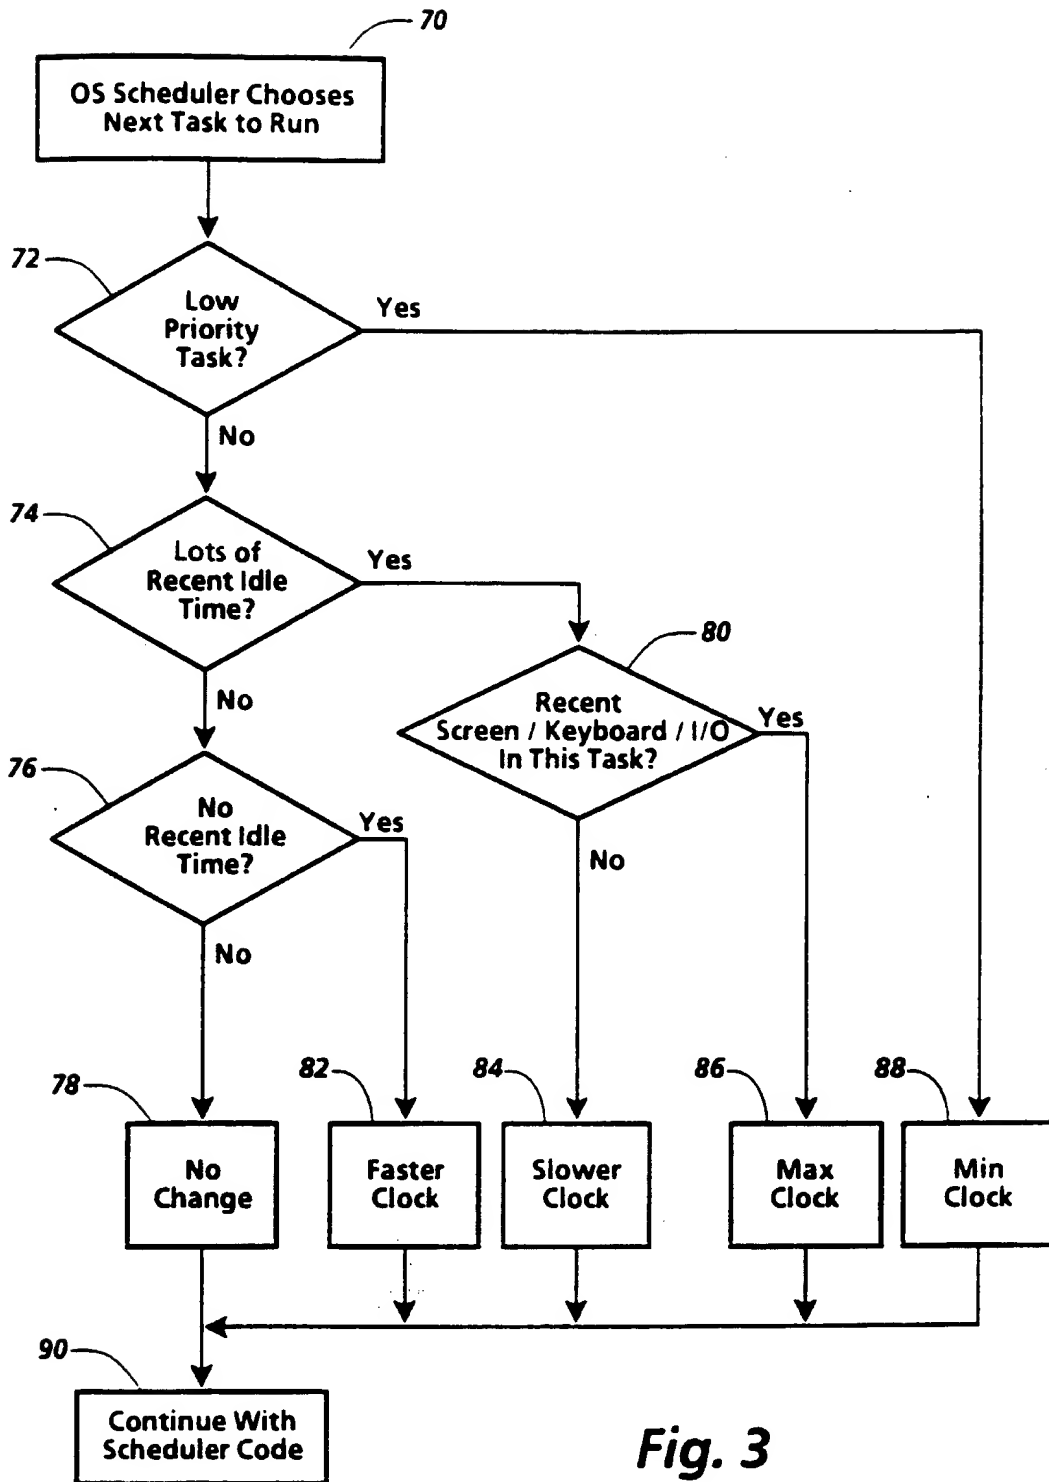 70
OS Scheduler Chooses
Next Task to Run
72
Low
Priority
Task?
Yes
No
74
Lots of
Recent Idle
Time?
Yes
No
80
Recent
Screen / Keyboard / I/O
In This Task?
Yes
No
76
No
Recent Idle
Time?
Yes
No
78
No
Change
82
Faster
Clock
84
Slower
Clock
86
Max
Clock
88
Min
Clock
90
Continue With
Scheduler Code
Fig. 3